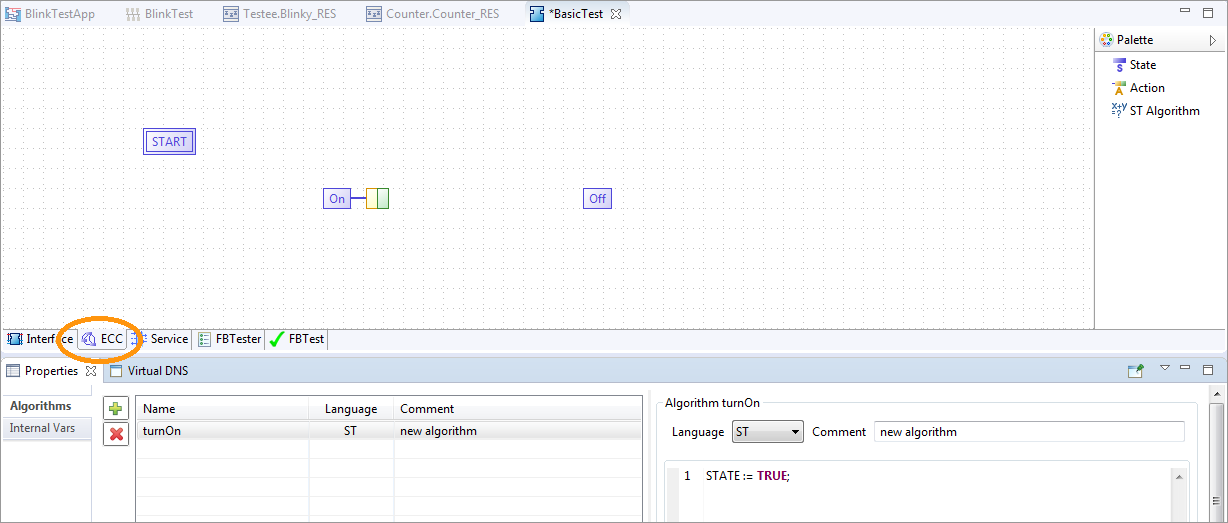 BlinkTestApp BlinkTest Testee.Blinky_RES Counter.Counter_RES *BasicTest
Palette
State
Action
ST Algorithm
START
On Off
Interface ECC Service FBTester FBTest
Properties Virtual DNS
Algorithms
Internal Vars
Name Language Comment
turnOn ST new algorithm
Algorithm turnOn
Language ST Comment new algorithm
1 STATE := TRUE;